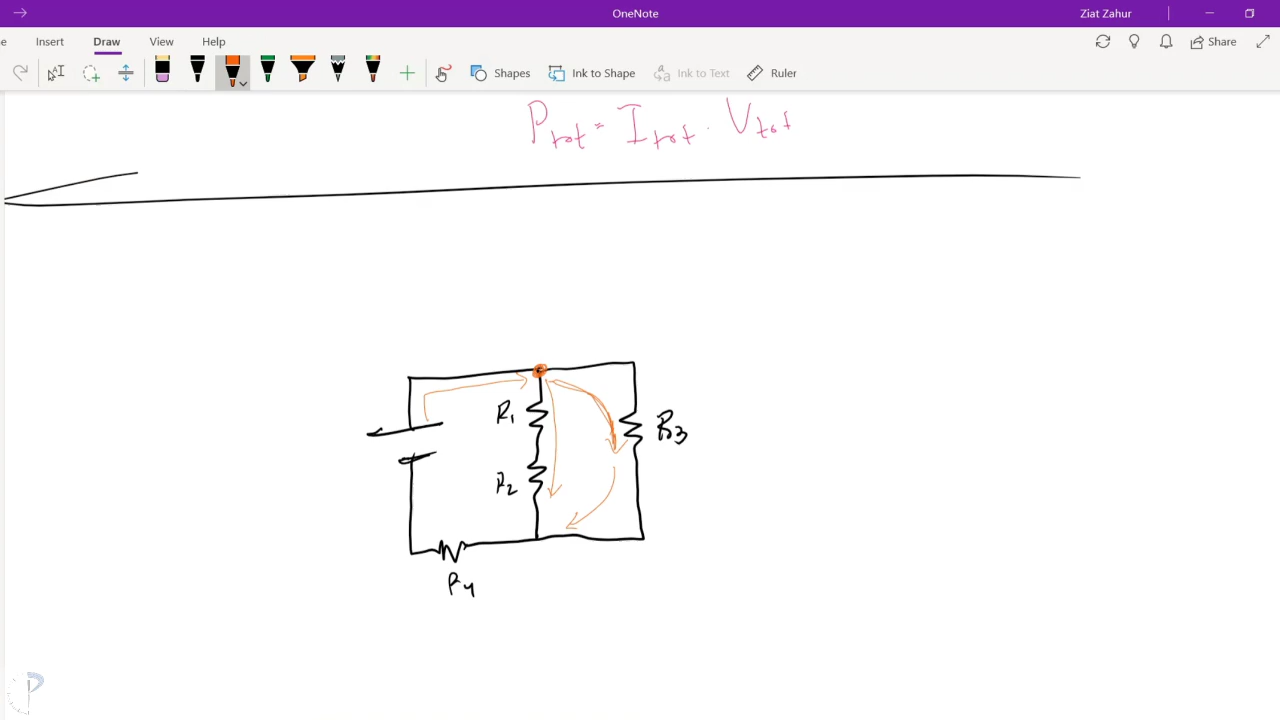 OneNote
Ziat Zahur
Insert Draw View Help
Share
Shapes Ink to Shape Ink to Text Ruler
Ptot = Itot · Vtot
R1
R3
R2
R4